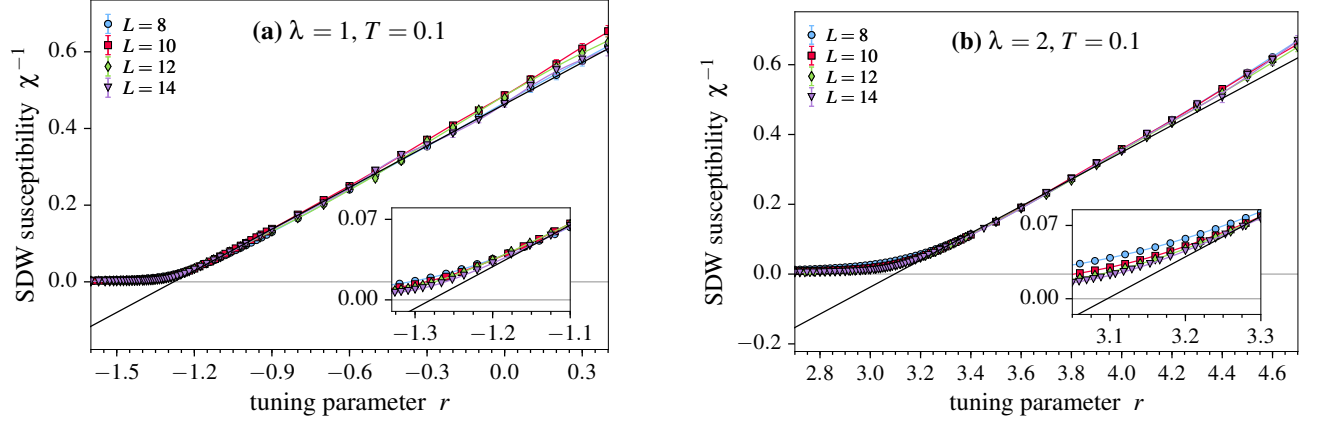 (a) λ = 1, T = 0.1
L = 8
L = 10
L = 12
L = 14
SDW susceptibility χ⁻¹
0.6
0.4
0.2
0.0
0.07
0.00
−1.3 −1.2 −1.1
−1.5 −1.2 −0.9 −0.6 −0.3 0.0 0.3
tuning parameter r
(b) λ = 2, T = 0.1
L = 8
L = 10
L = 12
L = 14
SDW susceptibility χ⁻¹
0.6
0.4
0.2
0.0
−0.2
0.07
0.00
3.1 3.2 3.3
2.8 3.0 3.2 3.4 3.6 3.8 4.0 4.2 4.4 4.6
tuning parameter r